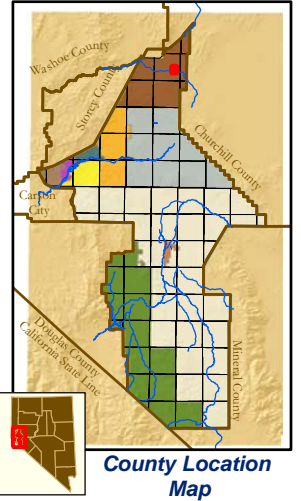 Washoe County
Storey County
Churchill County
Carson
City
Douglas County
California State Line
Mineral County
County Location
Map